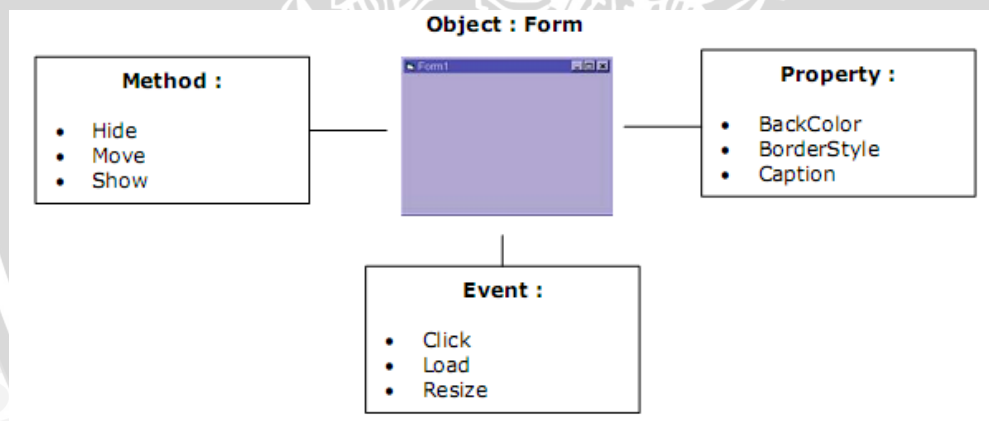 Object : Form
Form1
Method :
• Hide
• Move
• Show
Property :
• BackColor
• BorderStyle
• Caption
Event :
• Click
• Load
• Resize